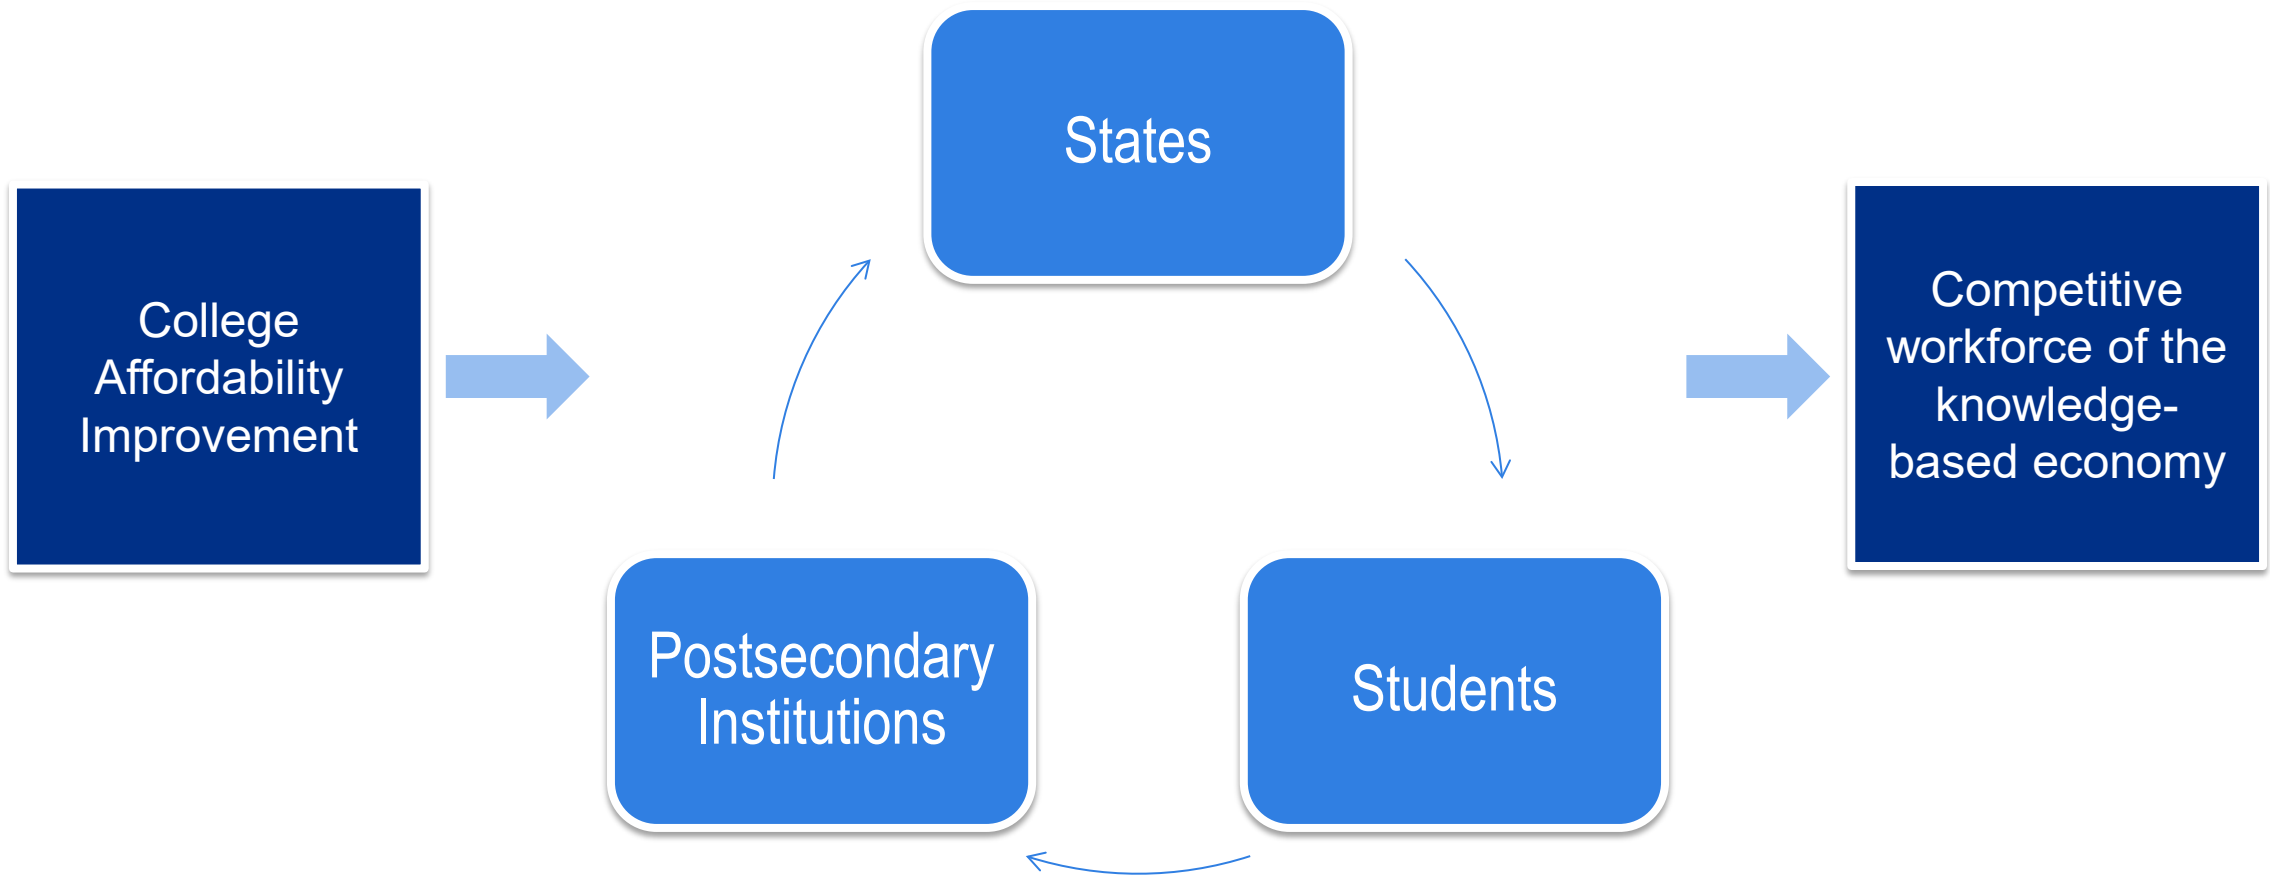 States
College
Affordability
Improvement
Competitive
workforce of the
knowledge-
based economy
Postsecondary
Institutions
Students